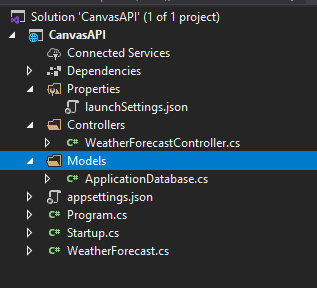 Solution 'CanvasAPI' (1 of 1 project)
CanvasAPI
Connected Services
Dependencies
Properties
launchSettings.json
Controllers
C# WeatherForecastController.cs
Models
C# ApplicationDatabase.cs
appsettings.json
C# Program.cs
C# Startup.cs
C# WeatherForecast.cs